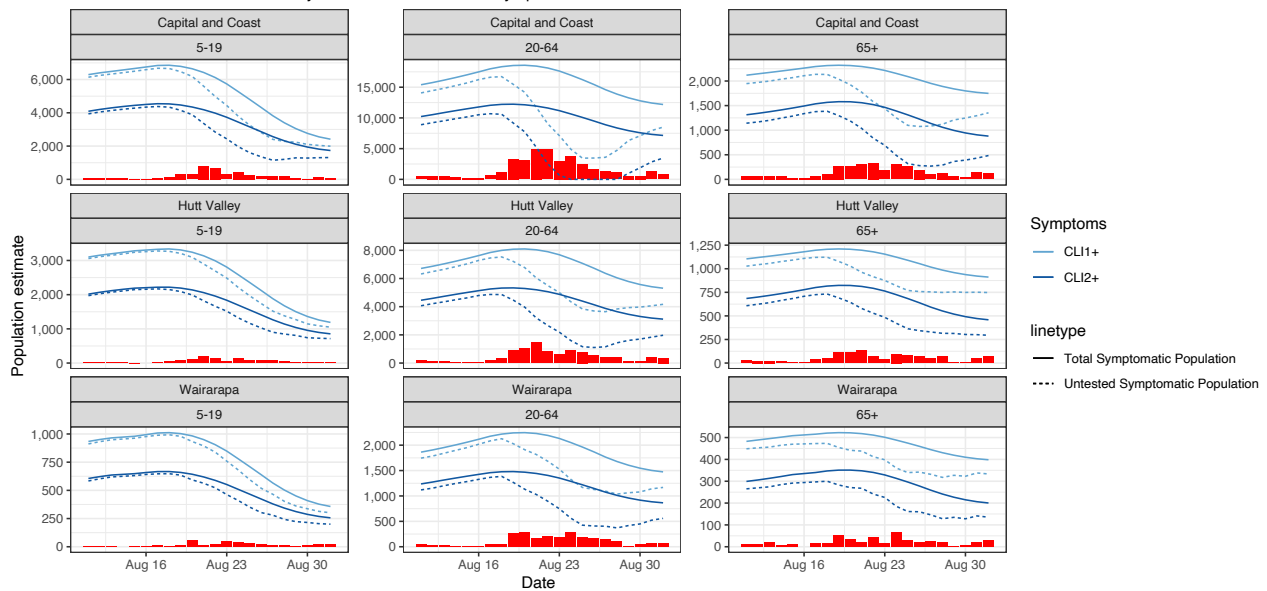 Capital and Coast
Capital and Coast
Capital and Coast
5-19
20-64
65+
6,000
4,000
2,000
0
15,000
10,000
5,000
0
2,000
1,500
1,000
500
0
Hutt Valley
Hutt Valley
Hutt Valley
5-19
20-64
65+
3,000
2,000
1,000
0
8,000
6,000
4,000
2,000
0
1,250
1,000
750
500
250
0
Wairarapa
Wairarapa
Wairarapa
5-19
20-64
65+
1,000
750
500
250
0
2,000
1,500
1,000
500
0
500
400
300
200
100
0
Aug 16
Aug 23
Aug 30
Aug 16
Aug 23
Aug 30
Aug 16
Aug 23
Aug 30
Date
Population estimate
Symptoms
CLI1+
CLI2+
linetype
Total Symptomatic Population
Untested Symptomatic Population